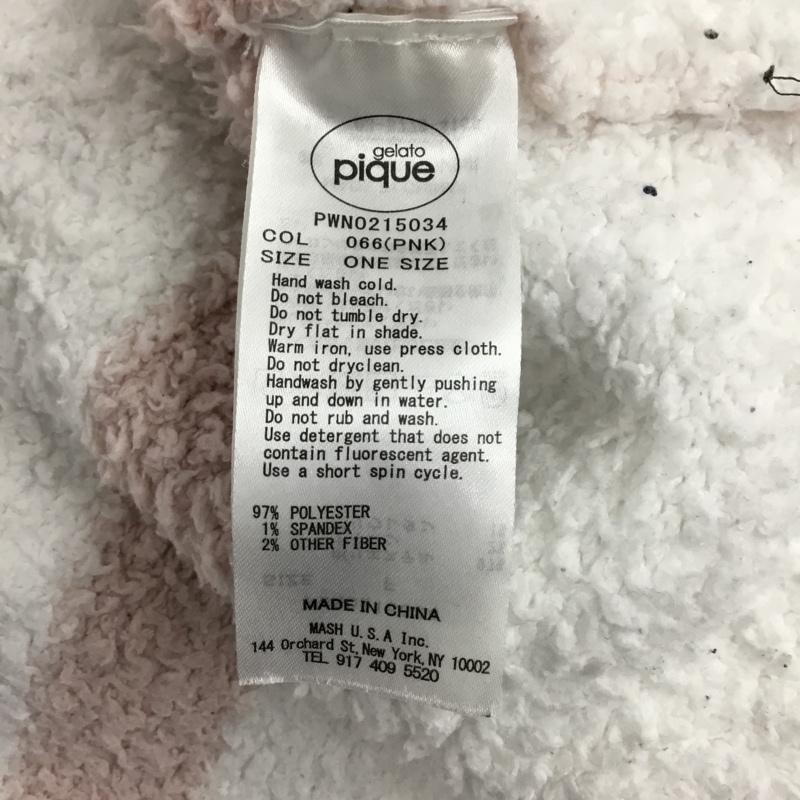 gelato
pique
PWNO215034
COL 066(PNK)
SIZE ONE SIZE
Hand wash cold.
Do not bleach.
Do not tumble dry.
Dry flat in shade.
Warm iron, use press cloth.
Do not dryclean.
Handwash by gently pushing
up and down in water.
Do not rub and wash.
Use detergent that does not
contain fluorescent agent.
Use a short spin cycle.
97% POLYESTER
1% SPANDEX
2% OTHER FIBER
MADE IN CHINA
MASH U.S.A Inc.
144 Orchard St, New York, NY 10002
TEL 917 409 5520